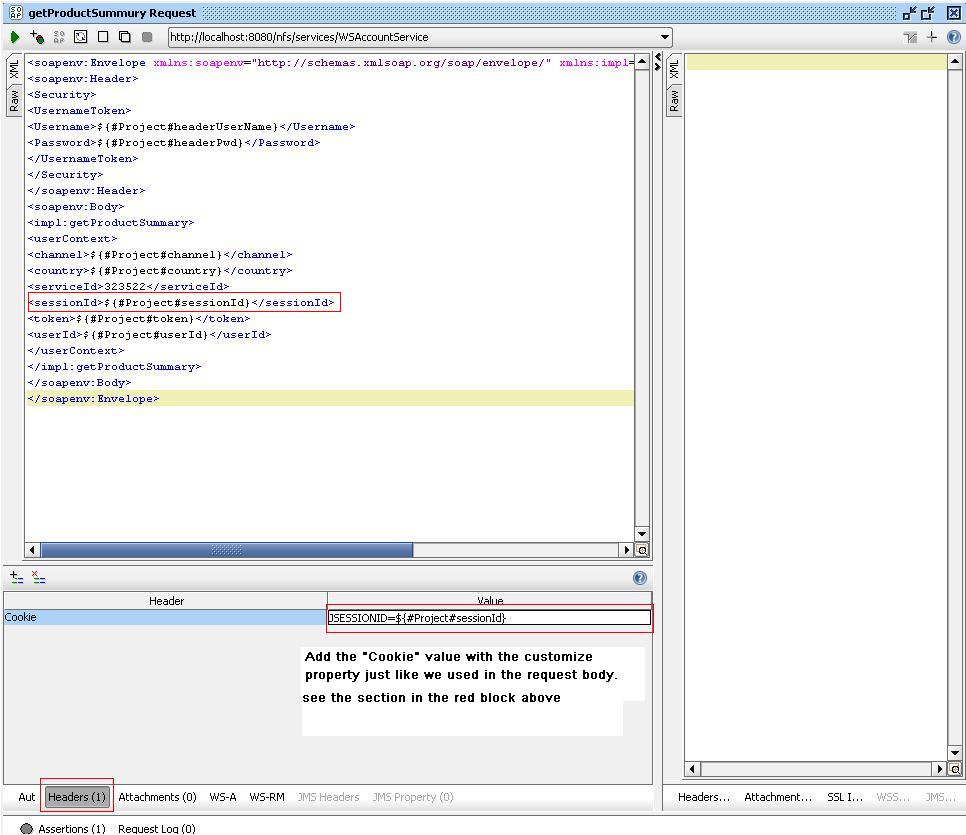 getProductSummury Request
http://localhost:8080/nfs/services/WSAccountService
XML
Raw
<soapenv:Envelope xmlns:soapenv="http://schemas.xmlsoap.org/soap/envelope/" xmlns:impl=
<soapenv:Header>
<Security>
<UsernameToken>
<Username>${#Project#headerUserName}</Username>
<Password>${#Project#headerPwd}</Password>
</UsernameToken>
</Security>
</soapenv:Header>
<soapenv:Body>
<impl:getProductSummary>
<userContext>
<channel>${#Project#channel}</channel>
<country>${#Project#country}</country>
<serviceId>323522</serviceId>
<sessionId>${#Project#sessionId}</sessionId>
<token>${#Project#token}</token>
<userId>${#Project#userId}</userId>
</userContext>
</impl:getProductSummary>
</soapenv:Body>
</soapenv:Envelope>
XML
Raw
Header Value
Cookie JSESSIONID=${#Project#sessionId}
Add the "Cookie" value with the customize
property just like we used in the request body.
see the section in the red block above
Aut Headers (1) Attachments (0) WS-A WS-RM JMS Headers JMS Property (0)
Headers... Attachment... SSL I... WSS... JMS...
Assertions (1) Request Log (0)